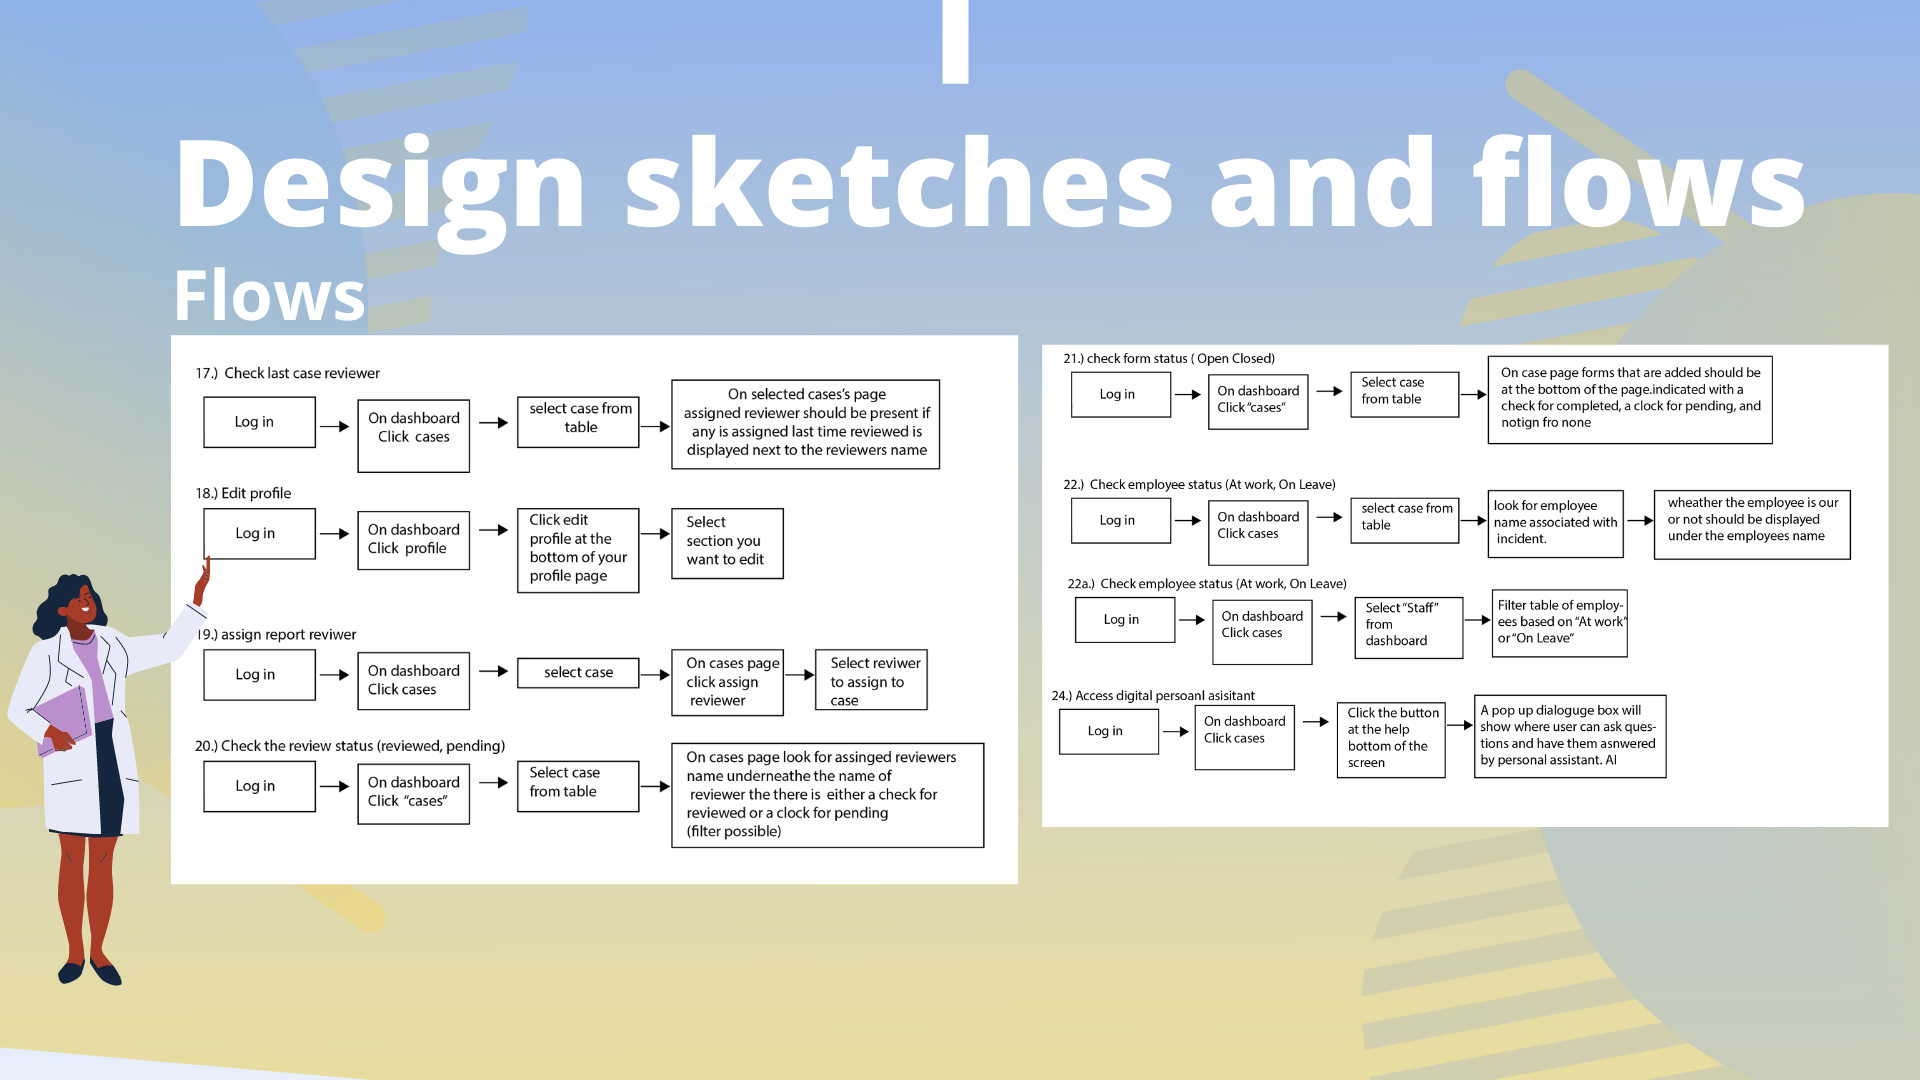 Design sketches and flows
Flows
17.) Check last case reviewer
Log in
On dashboard
Click cases
select case from
table
On selected cases's page
assigned reviewer should be present if
any is assigned last time reviewed is
displayed next to the reviewers name
18.) Edit profile
Log in
On dashboard
Click profile
Click edit
profile at the
bottom of your
profile page
Select
section you
want to edit
19.) assign report reviwer
Log in
On dashboard
Click cases
select case
On cases page
click assign
reviewer
Select reviwer
to assign to
case
20.) Check the review status (reviewed, pending)
Log in
On dashboard
Click "cases"
Select case
from table
On cases page look for assinged reviewers
name underneathe the name of
reviewer the there is either a check for
reviewed or a clock for pending
(filter possible)
21.) check form status ( Open Closed)
Log in
On dashboard
Click "cases"
Select case
from table
On case page forms that are added should be
at the bottom of the page.indicated with a
check for completed, a clock for pending, and
notign fro none
22.) Check employee status (At work, On Leave)
Log in
On dashboard
Click cases
select case from
table
look for employee
name associated with
incident.
wheather the employee is our
or not should be displayed
under the employees name
22a.) Check employee status (At work, On Leave)
Log in
On dashboard
Click cases
Select "Staff"
from
dashboard
Filter table of employ-
ees based on "At work"
or "On Leave"
24.) Access digital persoanl asisitant
Log in
On dashboard
Click cases
Click the button
at the help
bottom of the
screen
A pop up dialoguge box will
show where user can ask ques-
tions and have them asnwered
by personal assistant. AI